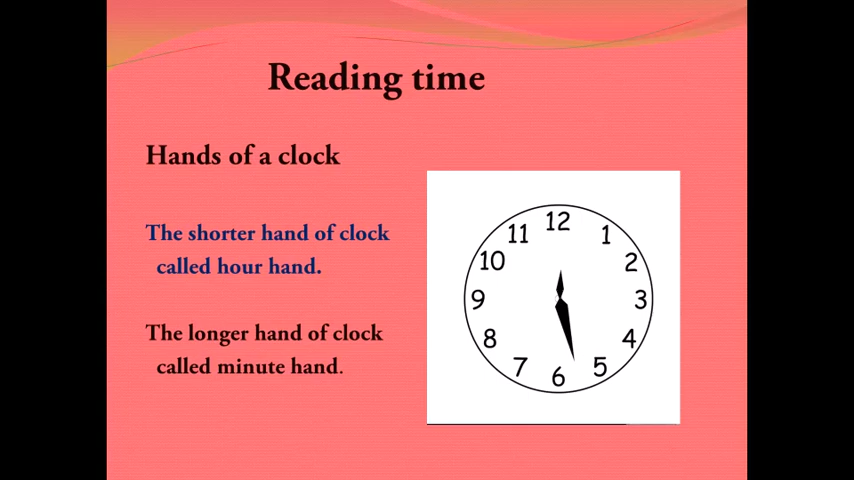 Reading time
Hands of a clock
The shorter hand of clock
called hour hand.
The longer hand of clock
called minute hand.
12
11
1
10
2
9
3
8
4
7
5
6